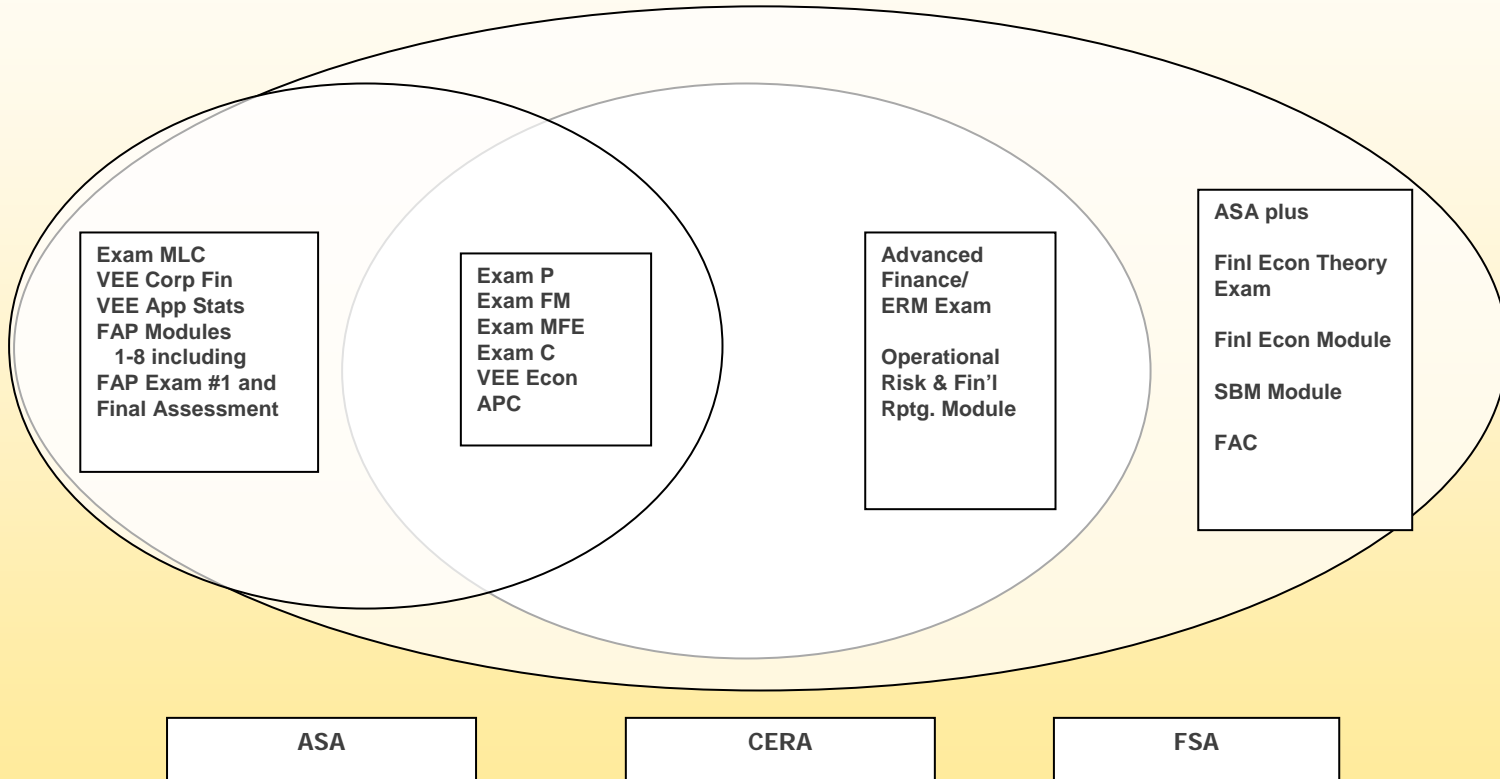 Exam MLC
VEE Corp Fin
VEE App Stats
FAP Modules
1-8 including
FAP Exam #1 and
Final Assessment
Exam P
Exam FM
Exam MFE
Exam C
VEE Econ
APC
Advanced
Finance/
ERM Exam
Operational
Risk & Fin'l
Rptg. Module
ASA plus
Finl Econ Theory
Exam
Finl Econ Module
SBM Module
FAC
ASA
CERA
FSA